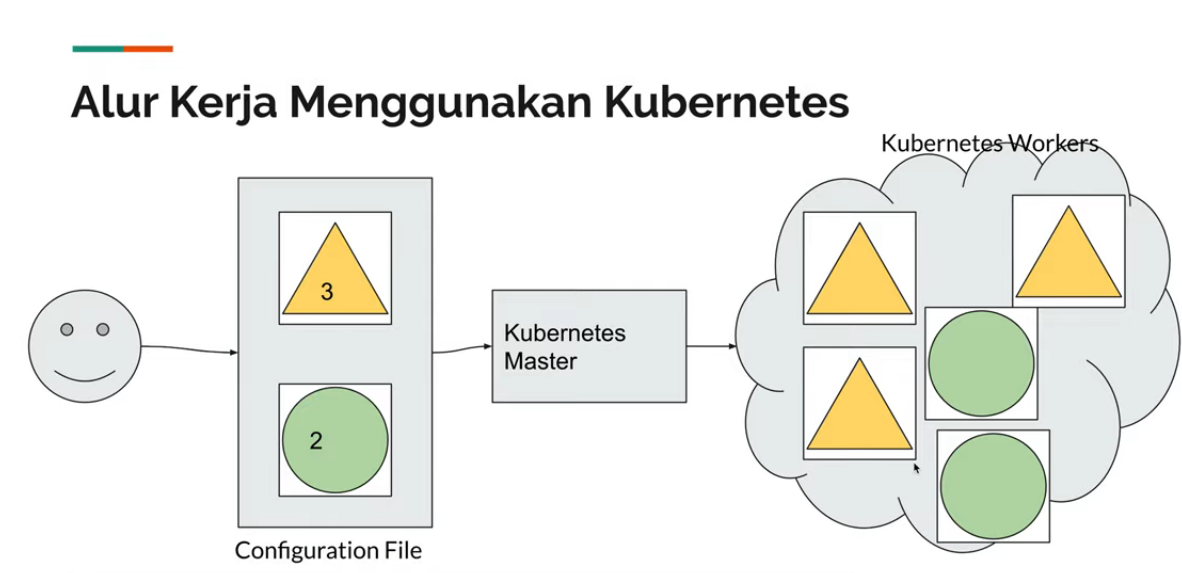 Alur Kerja Menggunakan Kubernetes
Kubernetes Workers
3
Kubernetes
Master
2
Configuration File